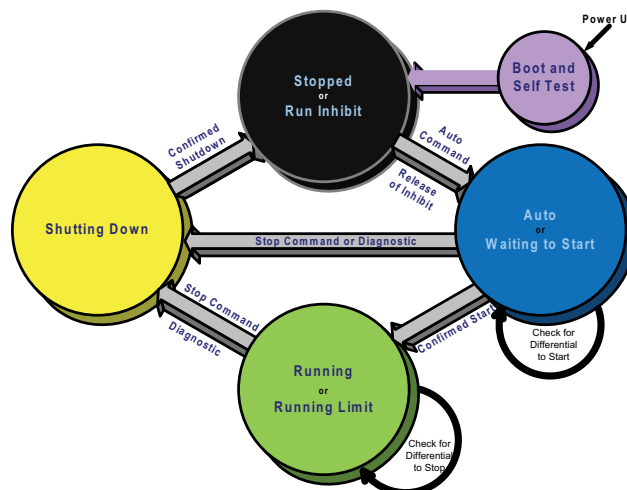 Power U
Boot and
Self Test
Stopped
or
Run Inhibit
Confirmed
Shutdown
Auto
Command
Release
of Inhibit
Shutting Down
Auto
or
Waiting to Start
Stop Command or Diagnostic
Stop Command
Diagnostic
Confirmed Start
Check for
Differential
to Start
Running
or
Running Limit
Check for
Differential
to Stop